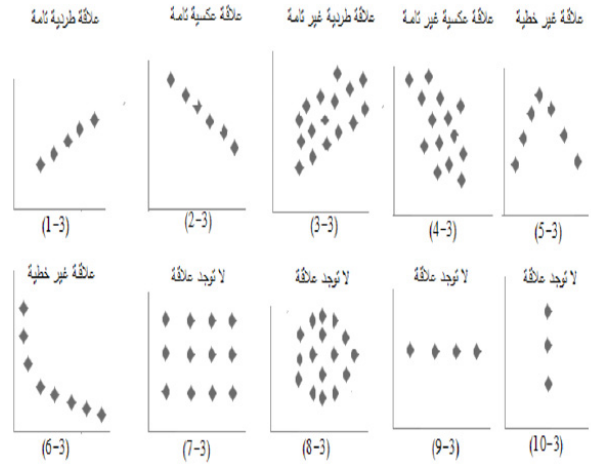 علاقة طردية تامة
علاقة عكسية تامة
علاقة طردية غير تامة
علاقة عكسية غير تامة
علاقة غير خطية
(1-3)
(2-3)
(3-3)
(4-3)
(5-3)
علاقة غير خطية
لا توجد علاقة
لا توجد علاقة
لا توجد علاقة
لا توجد علاقة
(6-3)
(7-3)
(8-3)
(9-3)
(10-3)